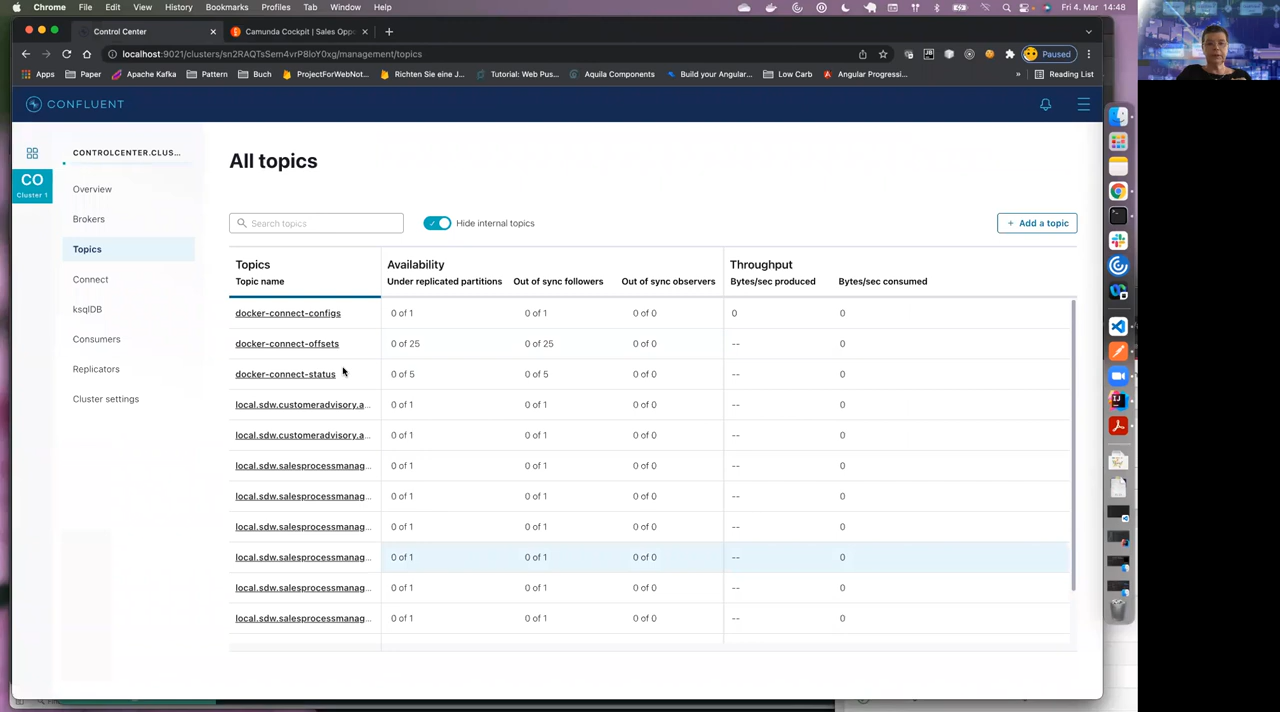 Chrome File Edit View History Bookmarks Profiles Tab Window Help Fri 4. Mar 14:48
Control Center
Camunda Cockpit | Sales Oppo
localhost:9021/clusters/sn2RAQTsSem4vrP8loY0xg/management/topics
Paused
Apps Paper Apache Kafka Pattern Buch ProjectForWebNot... Richten Sie eine J... Tutorial: Web Pus... Aquila Components Build your Angular... Low Carb Angular Progressi... » Reading List
CONFLUENT
CONTROLCENTER.CLUS...
CO
Cluster 1
Overview
Brokers
Topics
Connect
ksqlDB
Consumers
Replicators
Cluster settings
All topics
Search topics
Hide internal topics
+ Add a topic
Topics Availability Throughput
Topic name Under replicated partitions Out of sync followers Out of sync observers Bytes/sec produced Bytes/sec consumed
docker-connect-configs 0 of 1 0 of 1 0 of 0 0 0
docker-connect-offsets 0 of 25 0 of 25 0 of 0 -- 0
docker-connect-status 0 of 5 0 of 5 0 of 0 -- 0
local.sdw.customeradvisory.a... 0 of 1 0 of 1 0 of 0 -- 0
local.sdw.customeradvisory.a... 0 of 1 0 of 1 0 of 0 -- 0
local.sdw.salesprocessmanag... 0 of 1 0 of 1 0 of 0 -- 0
local.sdw.salesprocessmanag... 0 of 1 0 of 1 0 of 0 -- 0
local.sdw.salesprocessmanag... 0 of 1 0 of 1 0 of 0 -- 0
local.sdw.salesprocessmanag... 0 of 1 0 of 1 0 of 0 -- 0
local.sdw.salesprocessmanag... 0 of 1 0 of 1 0 of 0 -- 0
local.sdw.salesprocessmanag... 0 of 1 0 of 1 0 of 0 -- 0